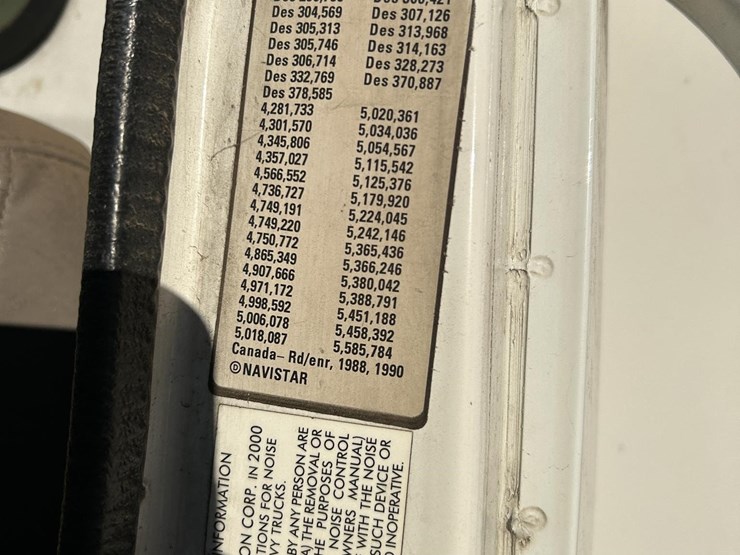 Des 304,569 Des 307,126
Des 305,313 Des 313,968
Des 305,746 Des 314,163
Des 306,714 Des 328,273
Des 332,769 Des 370,887
Des 378,585
4,281,733 5,020,361
4,301,570 5,034,036
4,345,806 5,054,567
4,357,027 5,115,542
4,566,552 5,125,376
4,736,727 5,179,920
4,749,191 5,224,045
4,749,220 5,242,146
4,750,772 5,365,436
4,865,349 5,366,246
4,907,666 5,380,042
4,971,172 5,388,791
4,998,592 5,451,188
5,006,078 5,458,392
5,018,087 5,585,784
Canada– Rd/enr, 1988, 1990
NAVISTAR
NFORMATION
ON CORP. IN 2000
TIONS FOR NOISE
VY TRUCKS.
BY ANY PERSON ARE
A) THE REMOVAL OR
HE PURPOSES OF
NOISE CONTROL
WNERS MANUAL)
WITH THE NOISE
SUCH DEVICE OR
INOPERATIVE.